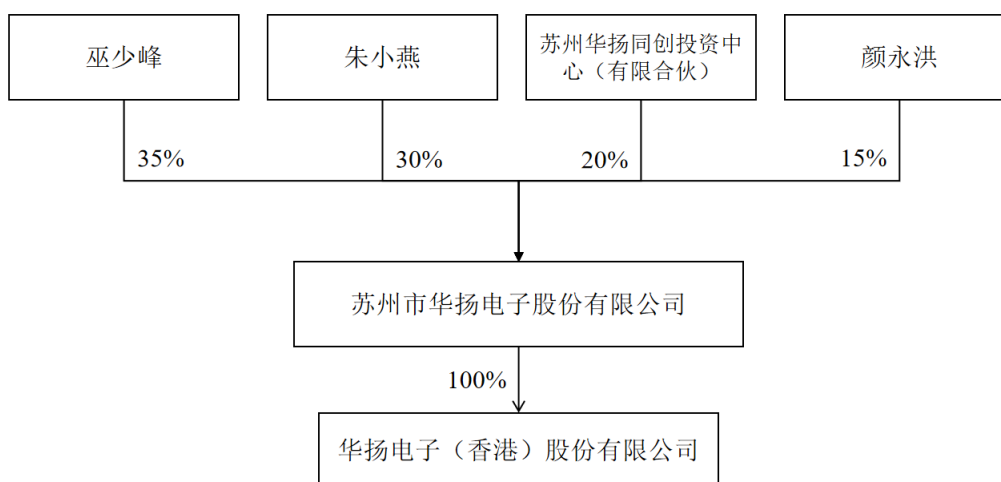 巫少峰
朱小燕
苏州华扬同创投资中
心（有限合伙）
颜永洪
35%
30%
20%
15%
苏州市华扬电子股份有限公司
100%
华扬电子（香港）股份有限公司